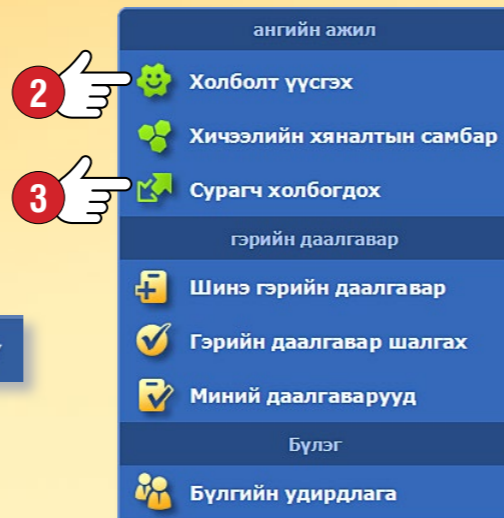 ангийн ажил
2
Холболт үүсгэх
Хичээлийн хяналтын самбар
3
Сурагч холбогдох
гэрийн даалгавар
Шинэ гэрийн даалгавар
Гэрийн даалгавар шалгах
Миний даалгаварууд
Бүлэг
Бүлгийн удирдлага